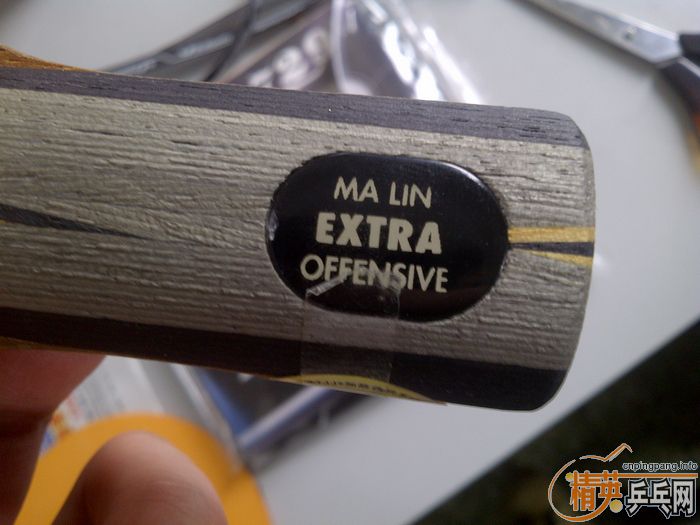 MA LIN
EXTRA
OFFENSIVE
cnpingpang.info
精英乒乓网